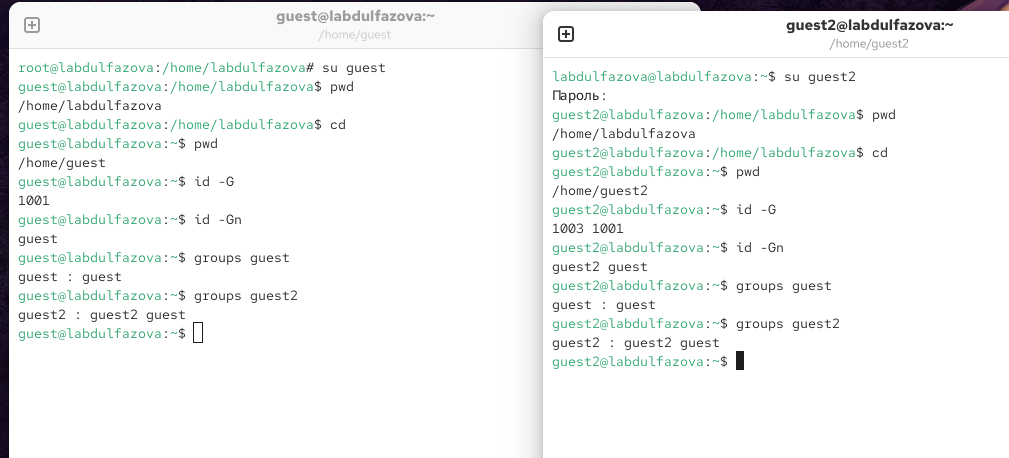 guest@labdulfazova:~
/home/guest
root@labdulfazova:/home/labdulfazova# su guest
guest@labdulfazova:/home/labdulfazova$ pwd
/home/labdulfazova
guest@labdulfazova:/home/labdulfazova$ cd
guest@labdulfazova:~$ pwd
/home/guest
guest@labdulfazova:~$ id -G
1001
guest@labdulfazova:~$ id -Gn
guest
guest@labdulfazova:~$ groups guest
guest : guest
guest@labdulfazova:~$ groups guest2
guest2 : guest2 guest
guest@labdulfazova:~$
guest2@labdulfazova:~
/home/guest2
labdulfazova@labdulfazova:~$ su guest2
Пароль:
guest2@labdulfazova:/home/labdulfazova$ pwd
/home/labdulfazova
guest2@labdulfazova:/home/labdulfazova$ cd
guest2@labdulfazova:~$ pwd
/home/guest2
guest2@labdulfazova:~$ id -G
1003 1001
guest2@labdulfazova:~$ id -Gn
guest2 guest
guest2@labdulfazova:~$ groups guest
guest : guest
guest2@labdulfazova:~$ groups guest2
guest2 : guest2 guest
guest2@labdulfazova:~$